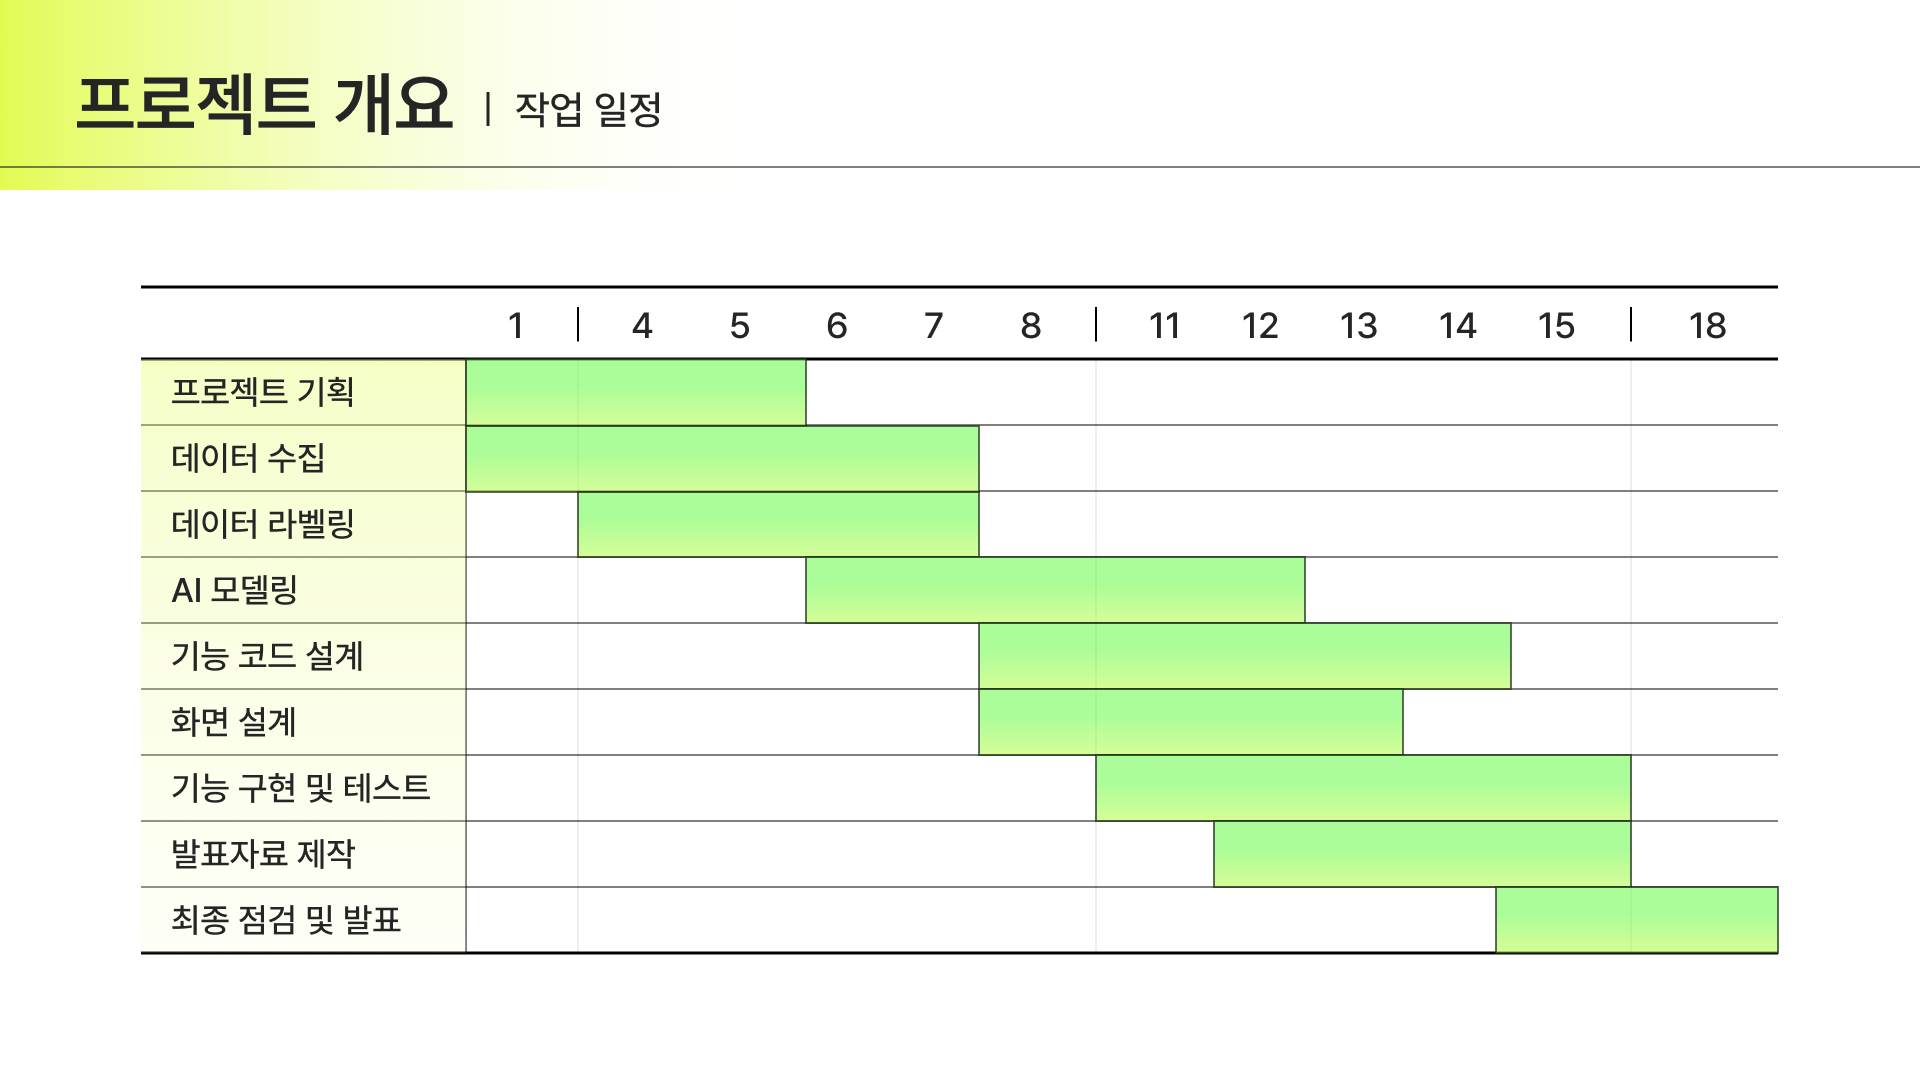 프로젝트 개요 | 작업 일정
1 | 4 5 6 7 8 | 11 12 13 14 15 | 18
프로젝트 기획
데이터 수집
데이터 라벨링
AI 모델링
기능 코드 설계
화면 설계
기능 구현 및 테스트
발표자료 제작
최종 점검 및 발표